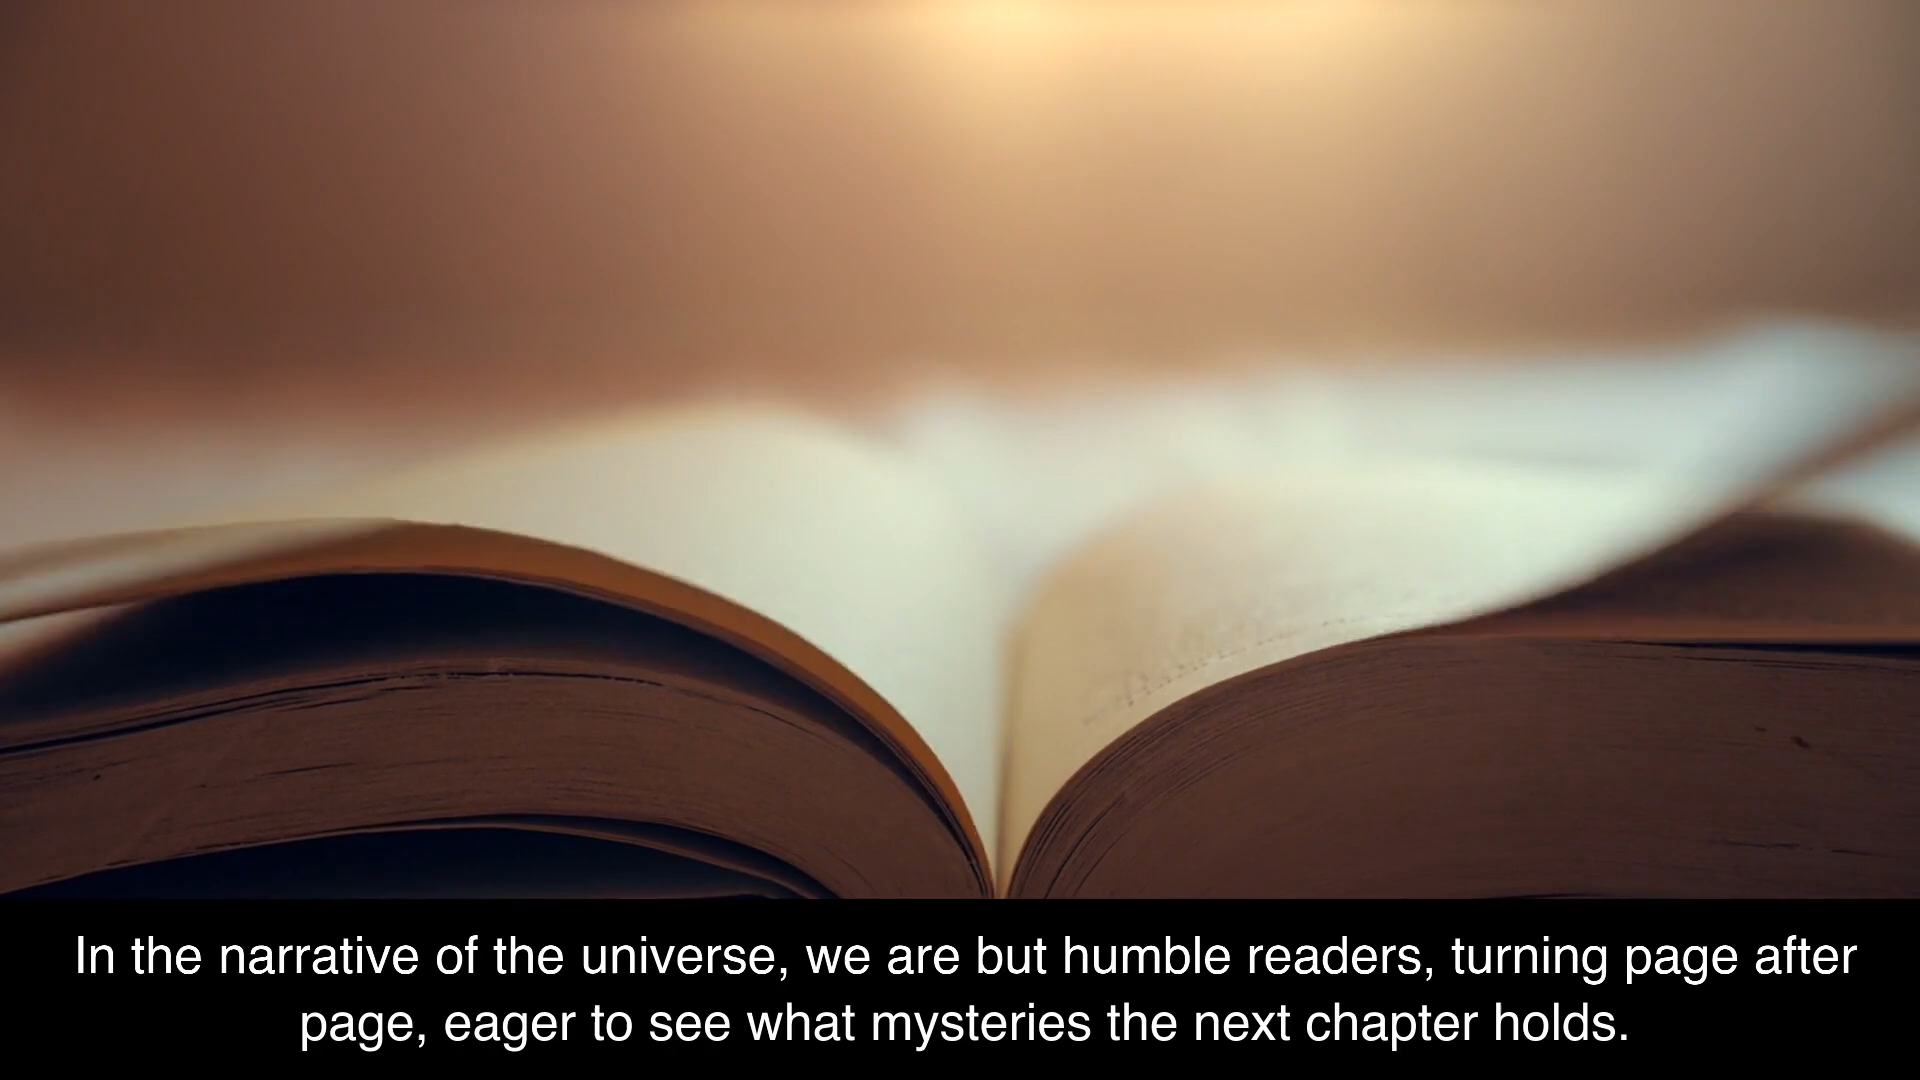 In the narrative of the universe, we are but humble readers, turning page after
page, eager to see what mysteries the next chapter holds.